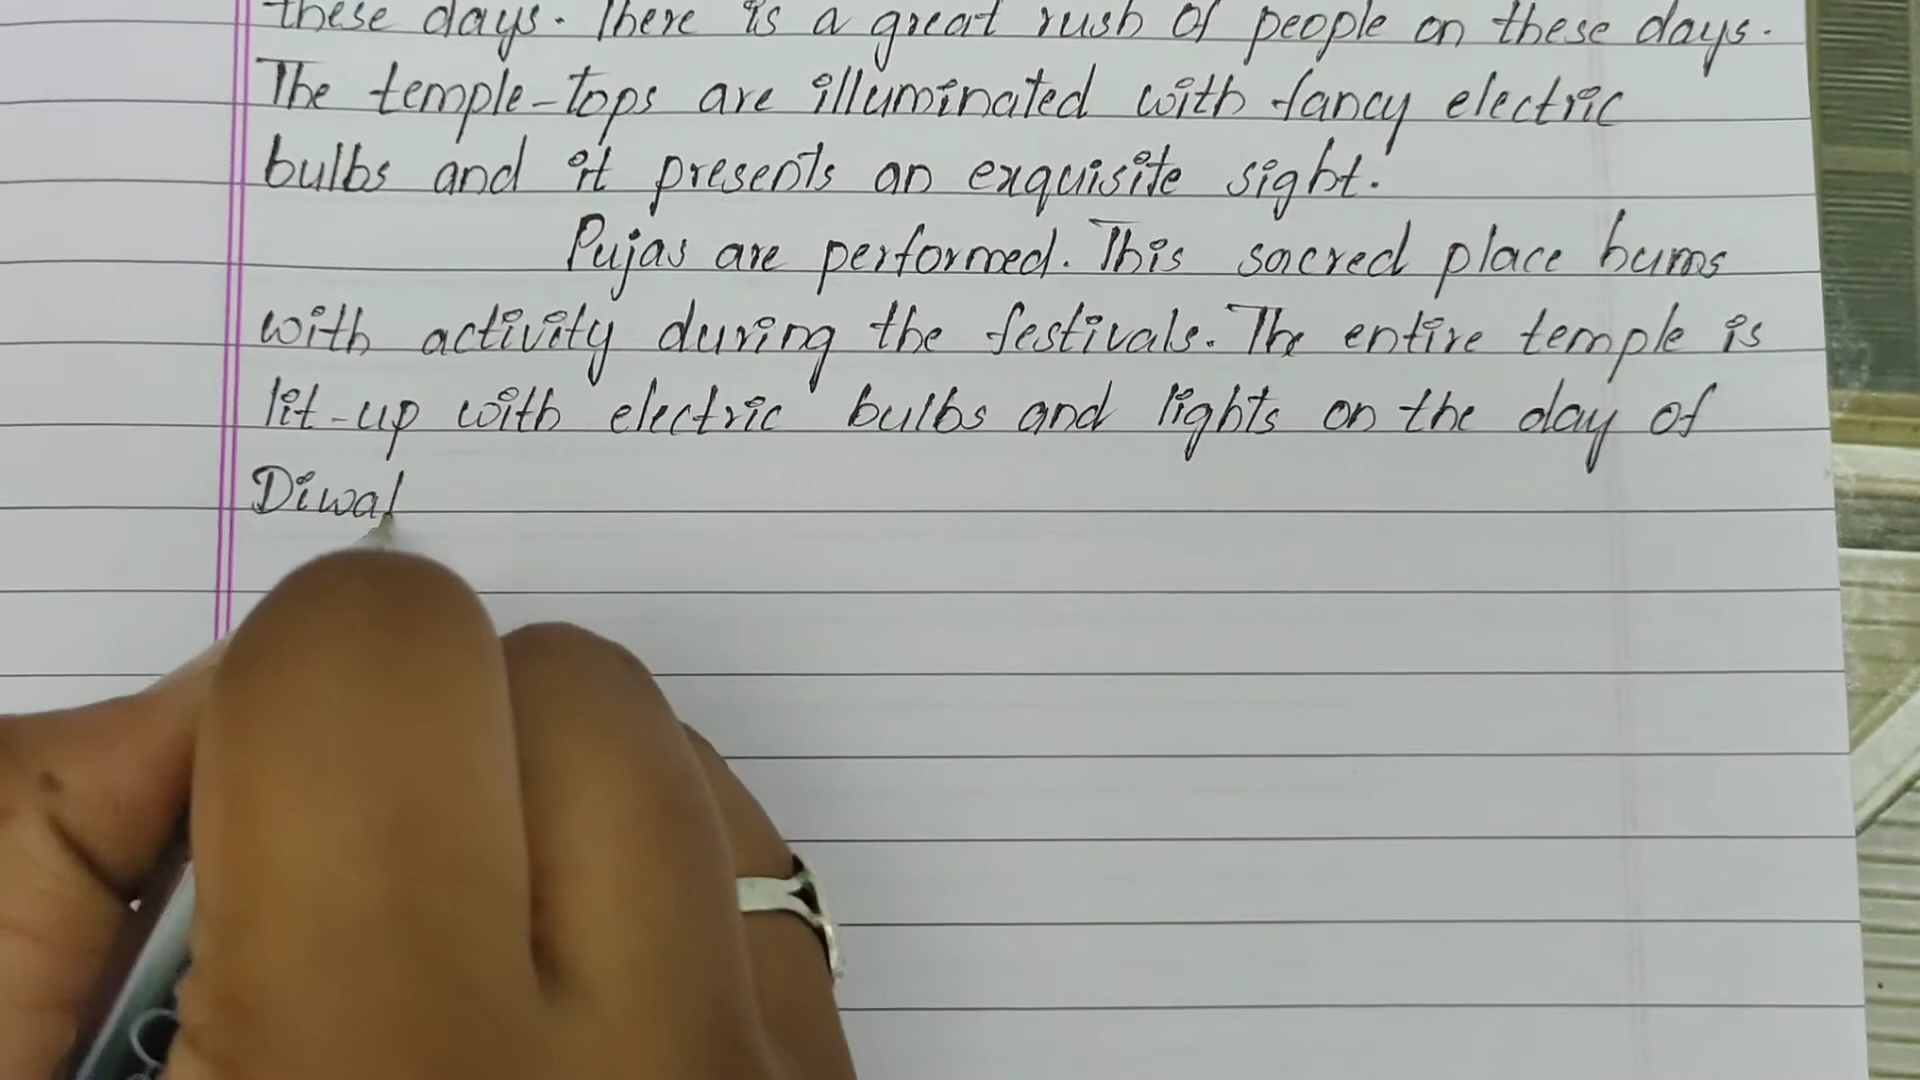 these days. There is a great rush of people on these days.
The temple-tops are illuminated with fancy electric
bulbs and it presents an exquisite sight.
Pujas are performed. This sacred place hums
with activity during the festivals. The entire temple is
lit-up with electric bulbs and lights on the day of
Diwal